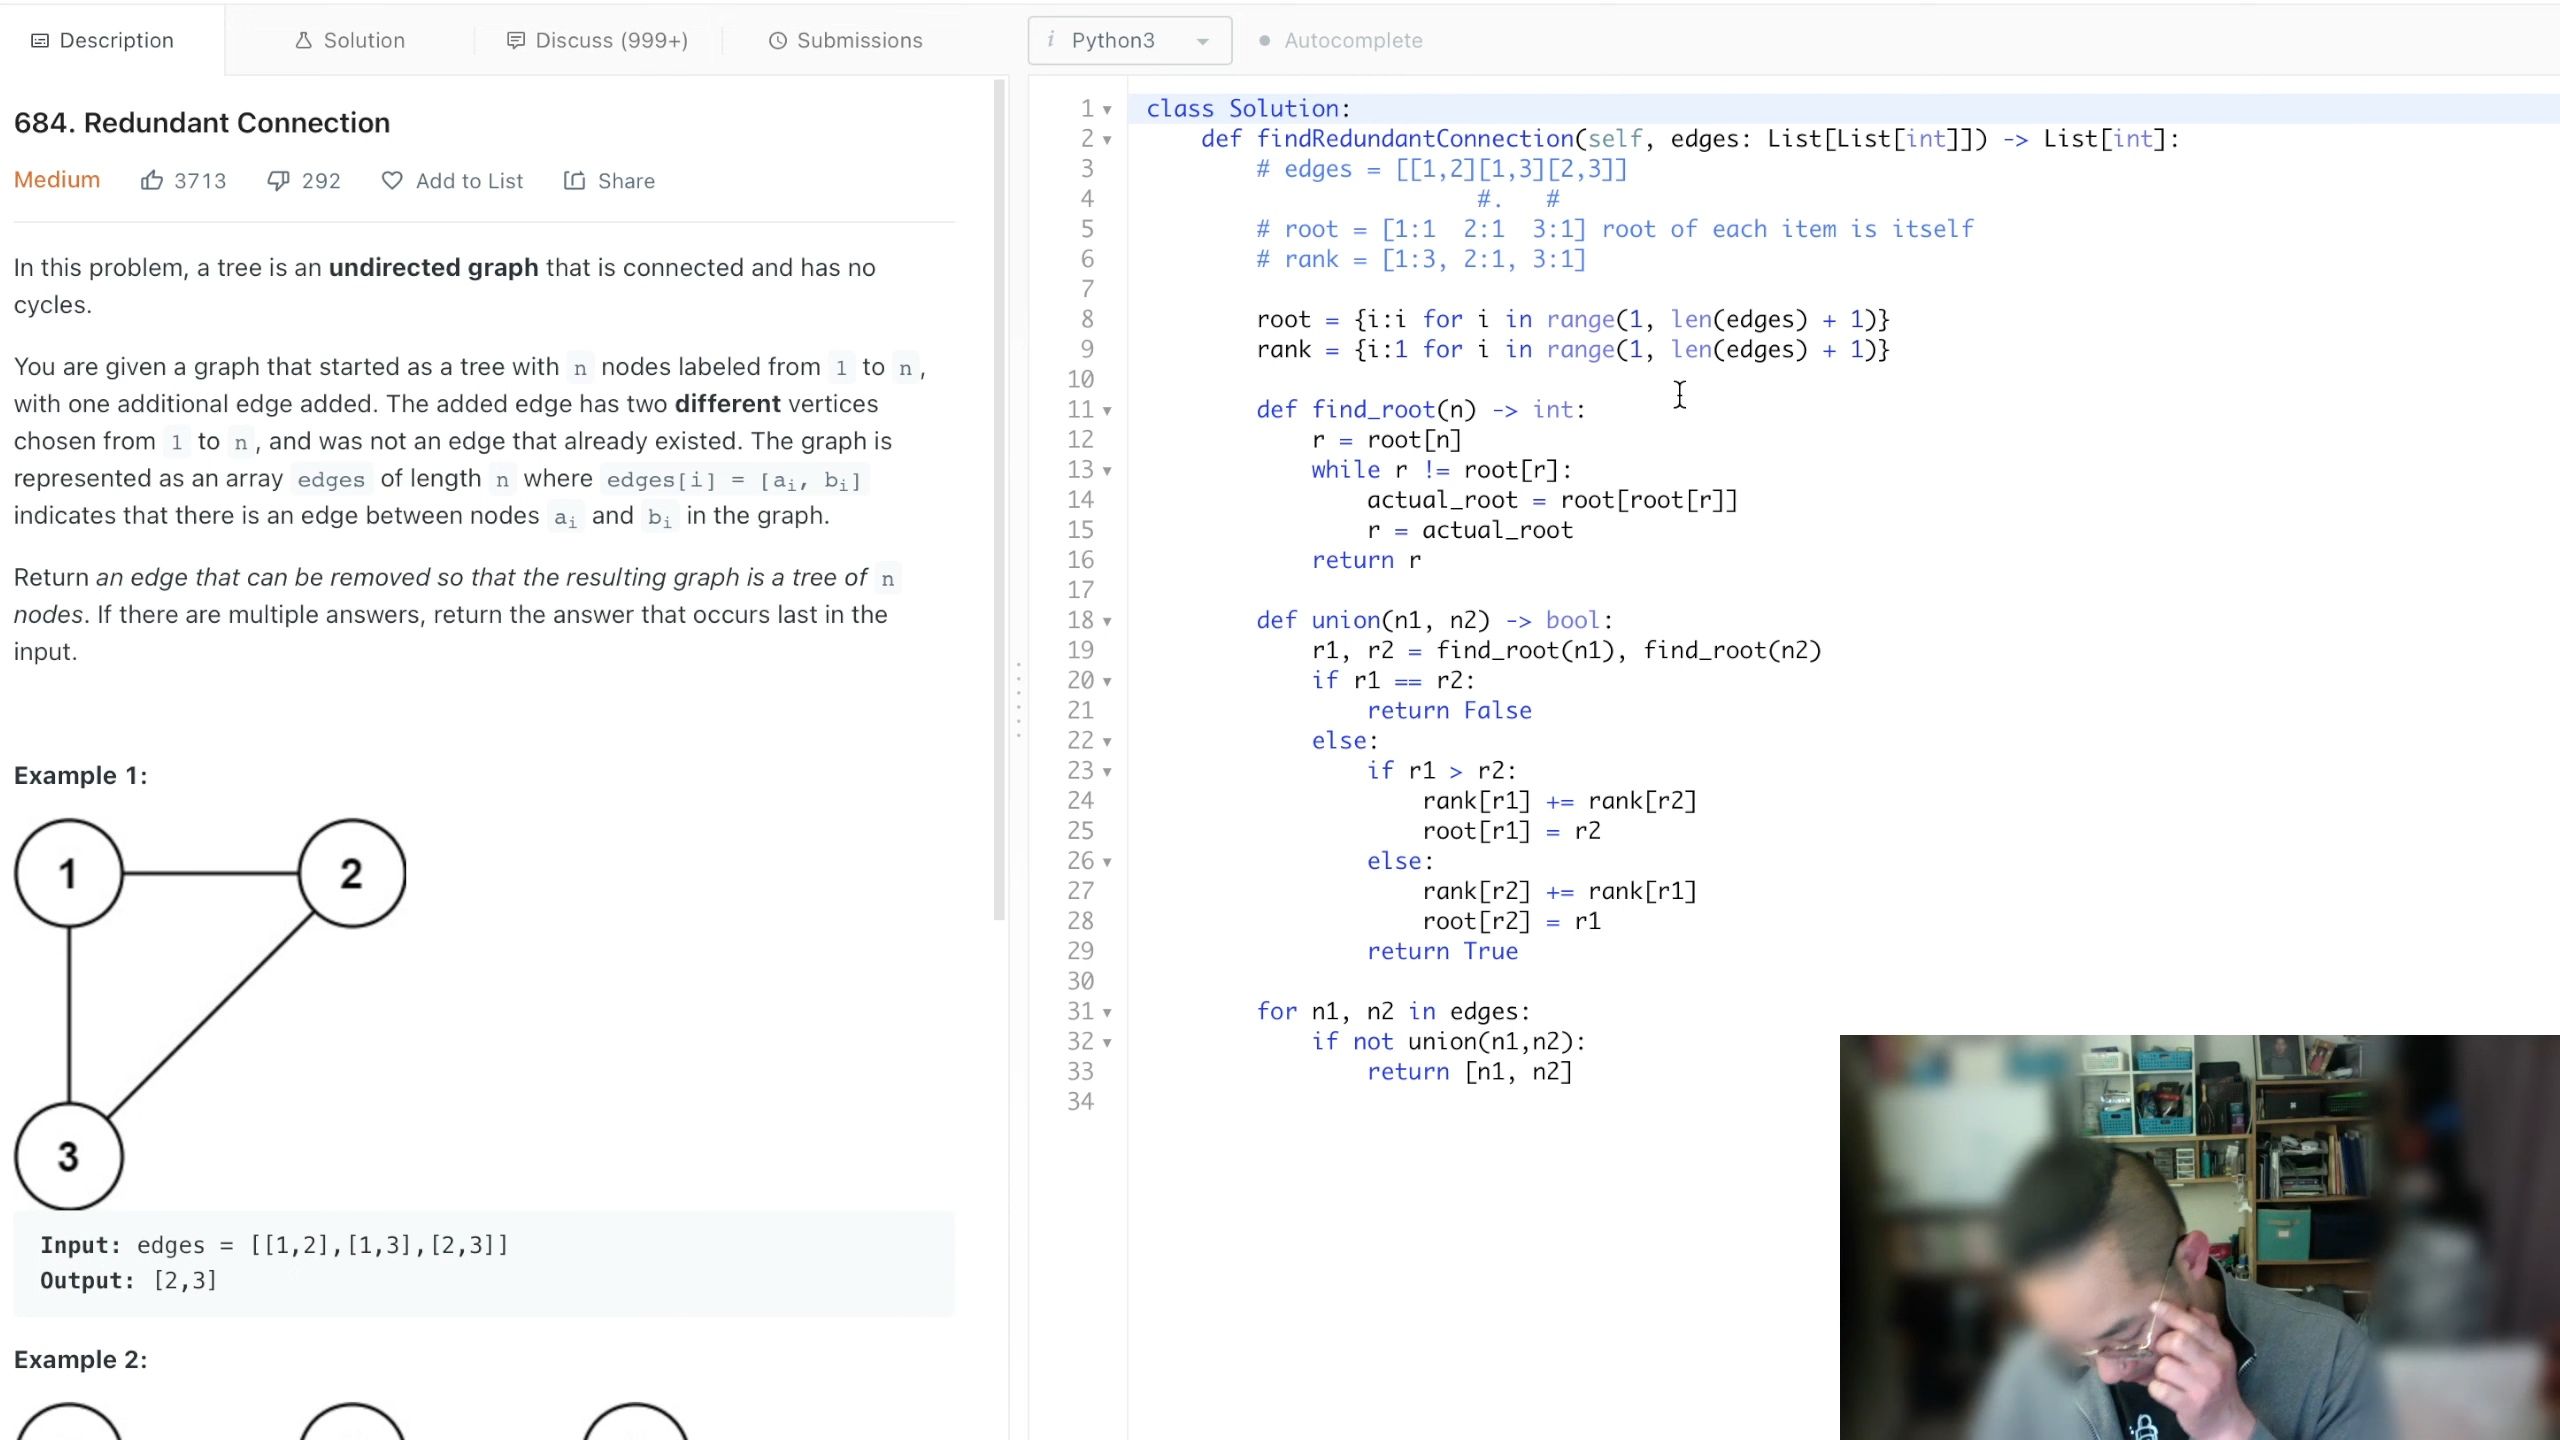 Description
Solution
Discuss (999+)
Submissions
i Python3
Autocomplete
684. Redundant Connection
Medium 3713 292 Add to List Share
In this problem, a tree is an undirected graph that is connected and has no
cycles.
You are given a graph that started as a tree with n nodes labeled from 1 to n,
with one additional edge added. The added edge has two different vertices
chosen from 1 to n, and was not an edge that already existed. The graph is
represented as an array edges of length n where edges[i] = [ai, bi]
indicates that there is an edge between nodes ai and bi in the graph.
Return an edge that can be removed so that the resulting graph is a tree of n
nodes. If there are multiple answers, return the answer that occurs last in the
input.
Example 1:
1
2
3
Input: edges = [[1,2],[1,3],[2,3]]
Output: [2,3]
Example 2:
1 class Solution:
2     def findRedundantConnection(self, edges: List[List[int]]) -> List[int]:
3         # edges = [[1,2][1,3][2,3]]
4                         #.   #
5         # root = [1:1  2:1  3:1] root of each item is itself
6         # rank = [1:3, 2:1, 3:1]
7
8         root = {i:i for i in range(1, len(edges) + 1)}
9         rank = {i:1 for i in range(1, len(edges) + 1)}
10
11         def find_root(n) -> int:
12             r = root[n]
13             while r != root[r]:
14                 actual_root = root[root[r]]
15                 r = actual_root
16             return r
17
18         def union(n1, n2) -> bool:
19             r1, r2 = find_root(n1), find_root(n2)
20             if r1 == r2:
21                 return False
22             else:
23                 if r1 > r2:
24                     rank[r1] += rank[r2]
25                     root[r1] = r2
26                 else:
27                     rank[r2] += rank[r1]
28                     root[r2] = r1
29                 return True
30
31         for n1, n2 in edges:
32             if not union(n1,n2):
33                 return [n1, n2]
34